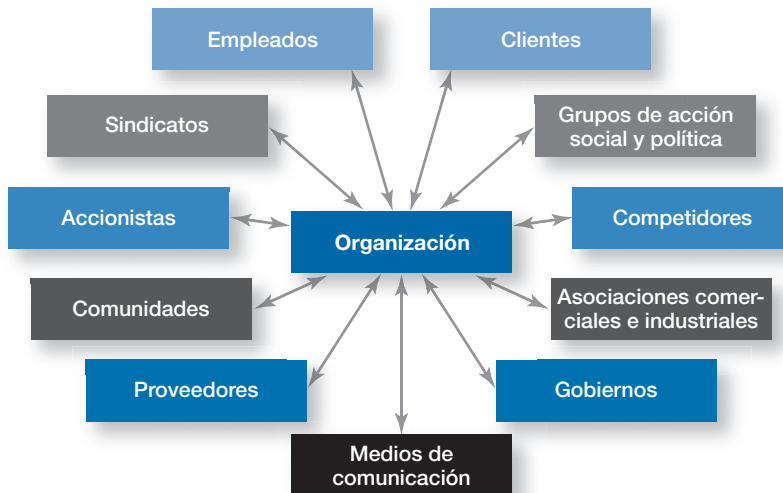 Empleados
Clientes
Sindicatos
Grupos de acción
social y política
Accionistas
Organización
Competidores
Comunidades
Asociaciones comer-
ciales e industriales
Proveedores
Gobiernos
Medios de
comunicación